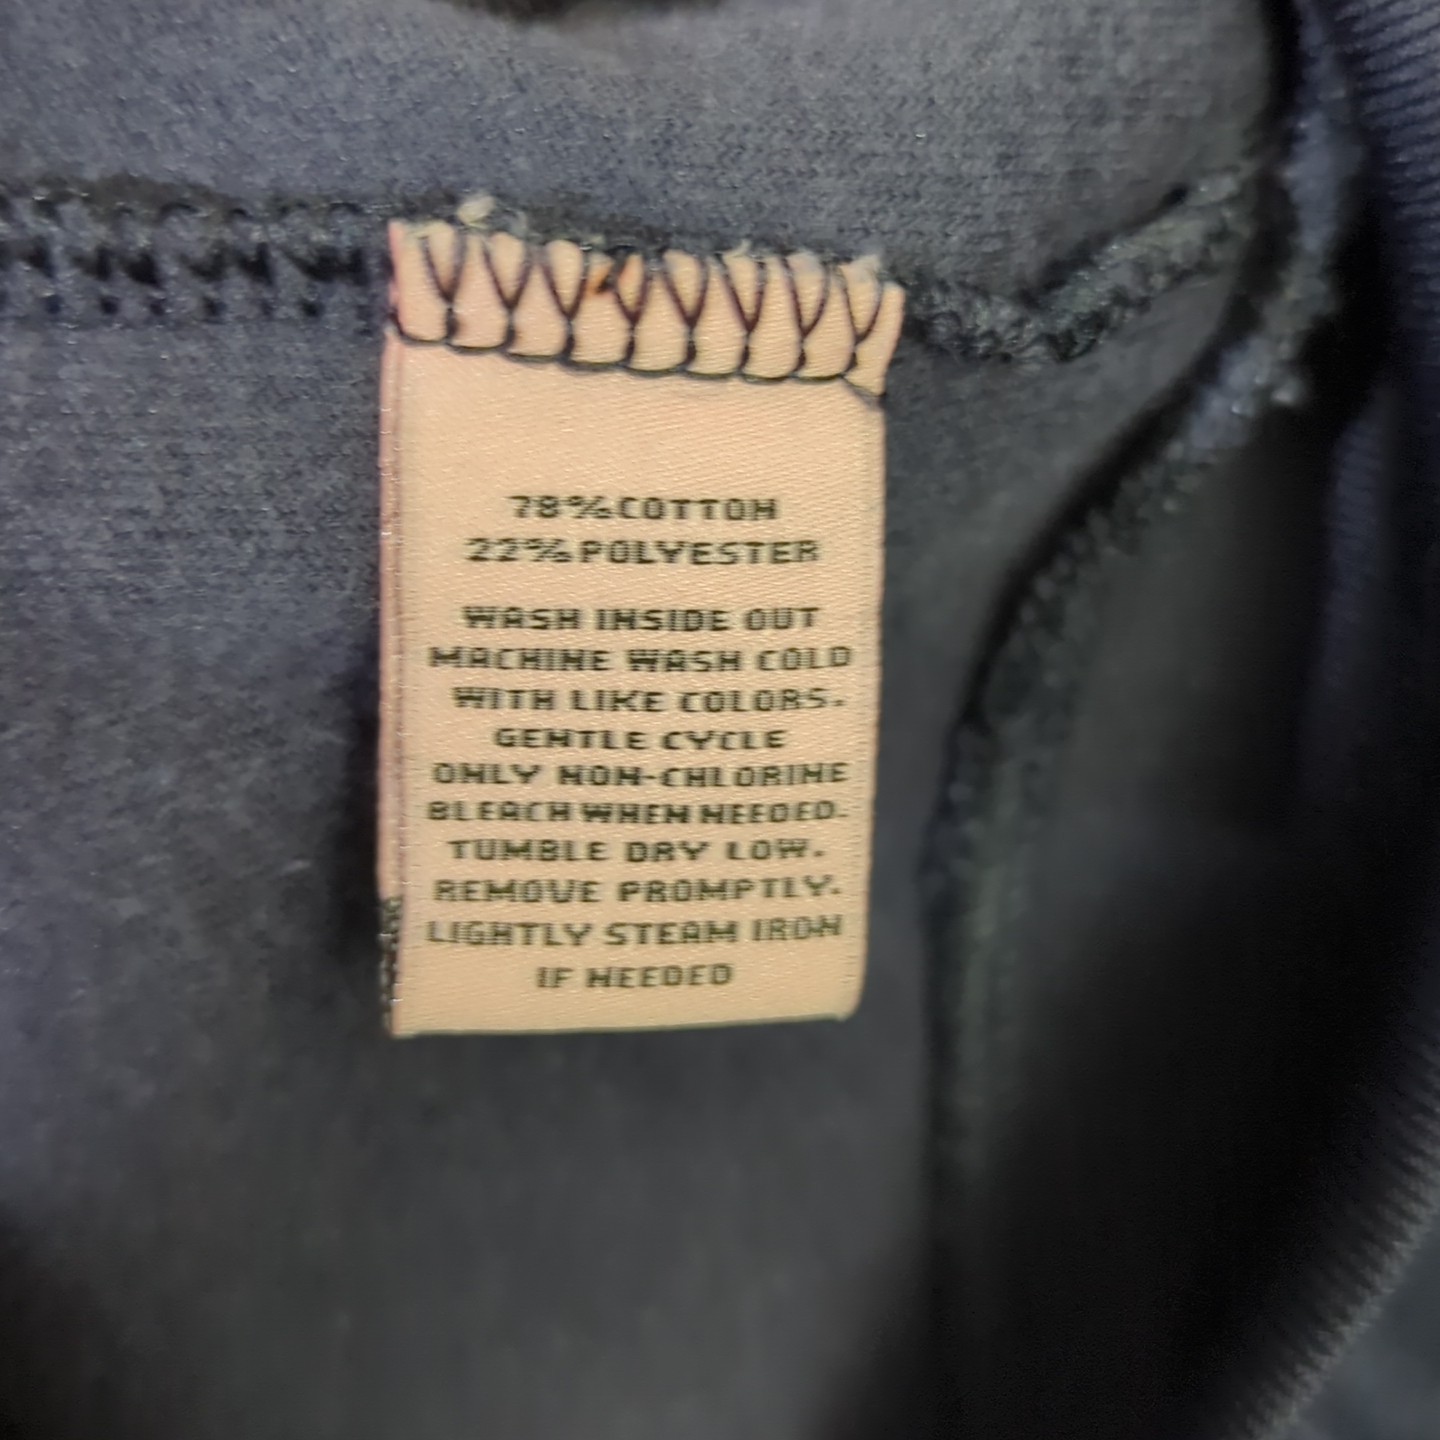 78%COTTON
22%POLYESTER
WASH INSIDE OUT
MACHINE WASH COLD
WITH LIKE COLORS.
GENTLE CYCLE
ONLY NON-CHLORINE
BLEACH WHEN NEEDED.
TUMBLE DRY LOW.
REMOVE PROMPTLY.
LIGHTLY STEAM IRON
IF NEEDED